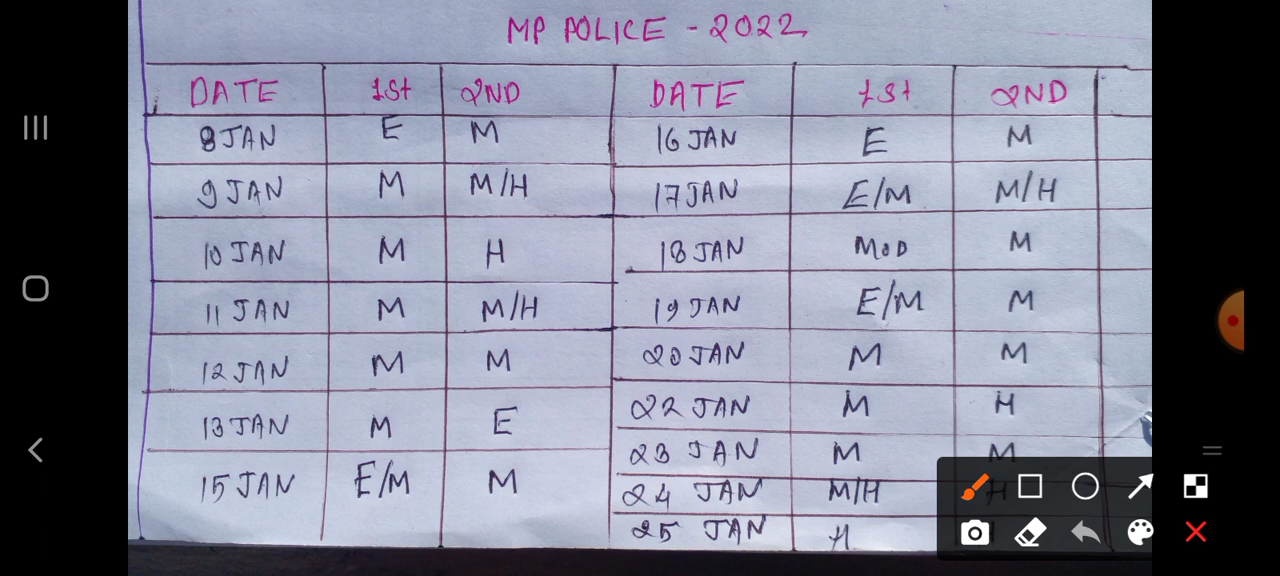 MP POLICE - 2022
DATE 1St 2ND DATE 1St 2ND
8 JAN E M 16 JAN E M
9 JAN M M/H 17 JAN E/M M/H
10 JAN M H 18 JAN MOD M
11 JAN M M/H 19 JAN E/M M
12 JAN M M 20 JAN M M
13 JAN M E 22 JAN M H
15 JAN E/M M 23 JAN M M
24 JAN M/H H
25 JAN H